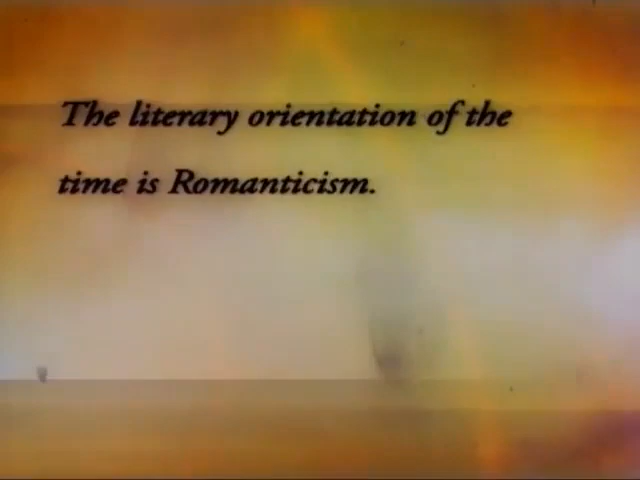 The literary orientation of the
time is Romanticism.